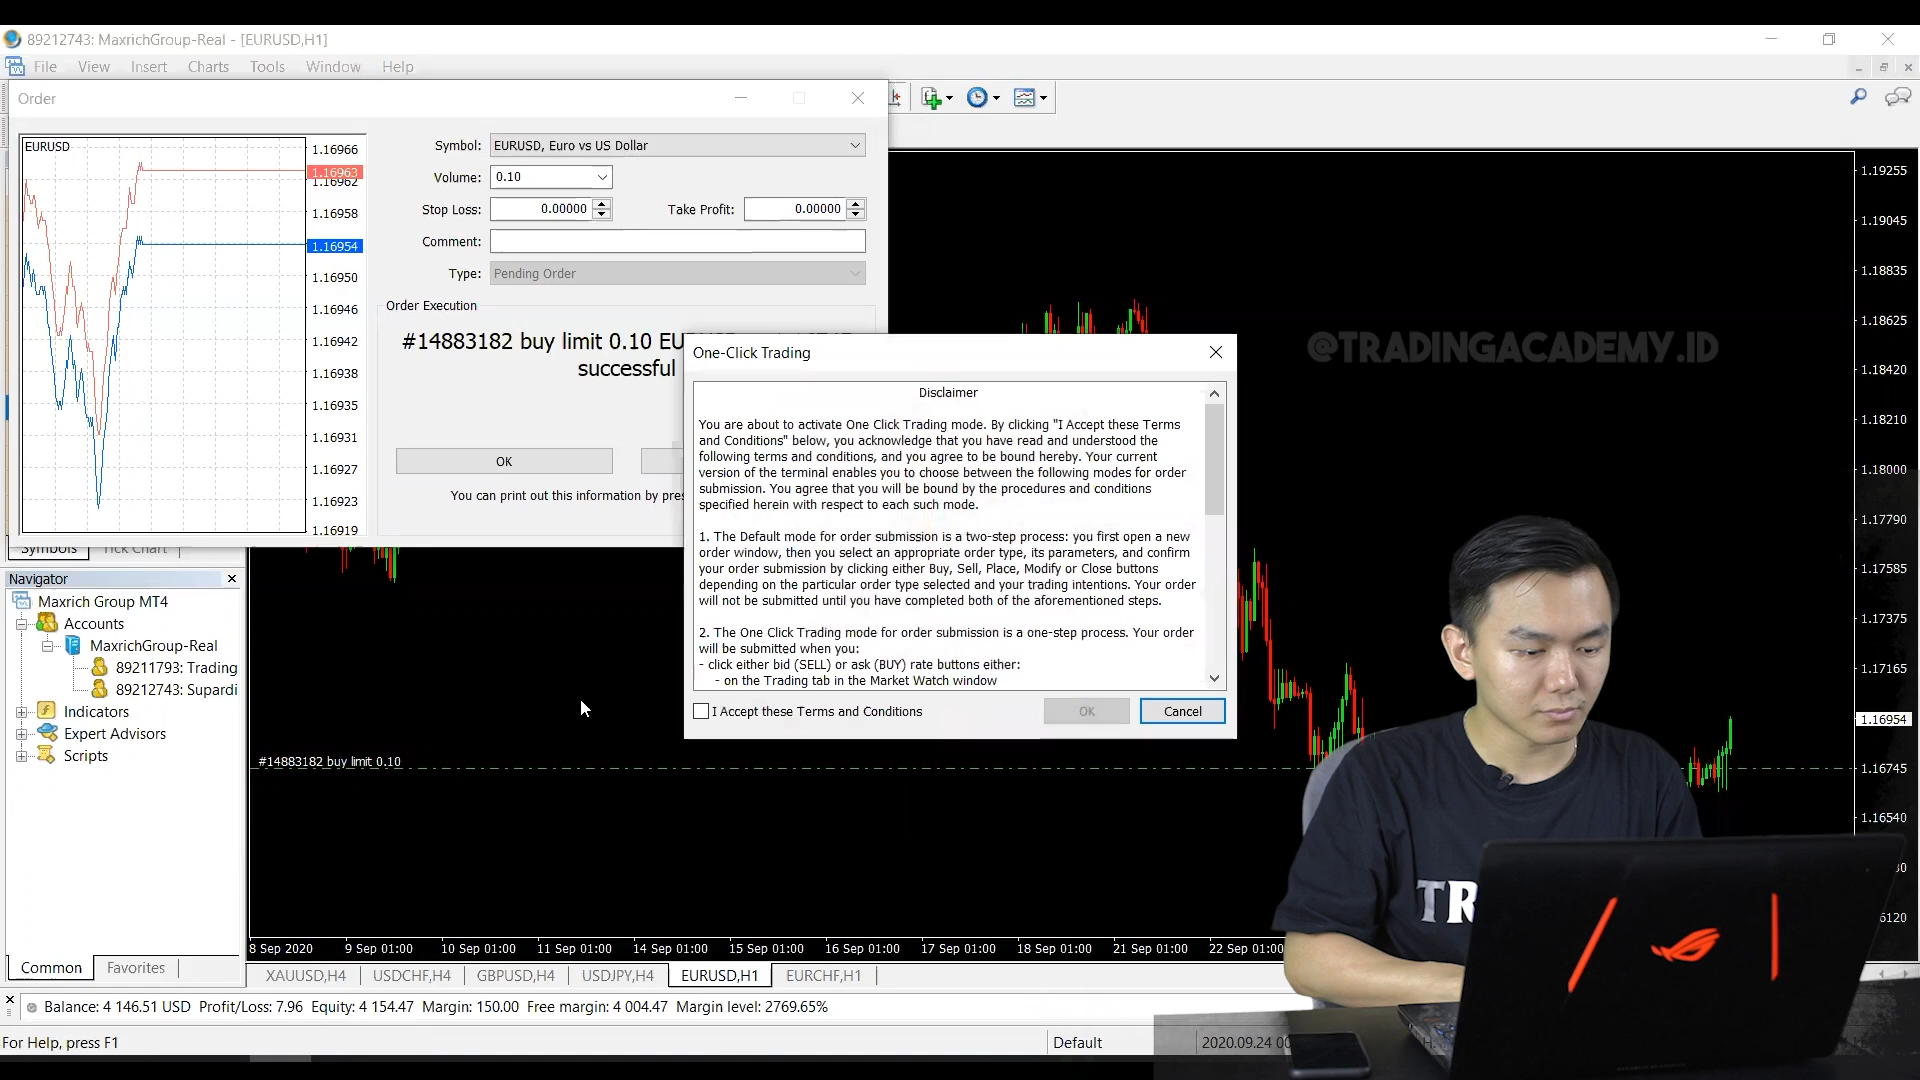 89212743: MaxrichGroup-Real - [EURUSD,H1]
File View Insert Charts Tools Window Help
Order
EURUSD
1.16966
1.16963
1.16962
1.16958
1.16954
1.16950
1.16946
1.16942
1.16938
1.16935
1.16931
1.16927
1.16923
1.16919
Symbol: EURUSD, Euro vs US Dollar
Volume: 0.10
Stop Loss: 0.00000 Take Profit: 0.00000
Comment:
Type: Pending Order
Order Execution
#14883182 buy limit 0.10
successful
OK
You can print out this information by
One-Click Trading
Disclaimer
You are about to activate One Click Trading mode. By clicking "I Accept these Terms
and Conditions" below, you acknowledge that you have read and understood the
following terms and conditions, and you agree to be bound hereby. Your current
version of the terminal enables you to choose between the following modes for order
submission. You agree that you will be bound by the procedures and conditions
specified herein with respect to each such mode.
1. The Default mode for order submission is a two-step process: you first open a new
order window, then you select an appropriate order type, its parameters, and confirm
your order submission by clicking either Buy, Sell, Place, Modify or Close buttons
depending on the particular order type selected and your trading intentions. Your order
will not be submitted until you have completed both of the aforementioned steps.
2. The One Click Trading mode for order submission is a one-step process. Your order
will be submitted when you:
- click either bid (SELL) or ask (BUY) rate buttons either:
- on the Trading tab in the Market Watch window
I Accept these Terms and Conditions
OK
Cancel
@TRADINGACADEMY.ID
1.19255
1.19045
1.18835
1.18625
1.18420
1.18210
1.18000
1.17790
1.17585
1.17375
1.17165
1.16954
1.16745
1.16540
Symbols Tick Chart
Navigator
Maxrich Group MT4
Accounts
MaxrichGroup-Real
89211793: Trading
89212743: Supardi
Indicators
Expert Advisors
Scripts
Common Favorites
#14883182 buy limit 0.10
8 Sep 2020 9 Sep 01:00 10 Sep 01:00 11 Sep 01:00 14 Sep 01:00 15 Sep 01:00 16 Sep 01:00 17 Sep 01:00 18 Sep 01:00 21 Sep 01:00 22 Sep 01:00
XAUUSD,H4 USDCHF,H4 GBPUSD,H4 USDJPY,H4 EURUSD,H1 EURCHF,H1
Balance: 4 146.51 USD Profit/Loss: 7.96 Equity: 4 154.47 Margin: 150.00 Free margin: 4 004.47 Margin level: 2769.65%
For Help, press F1
Default
2020.09.24
TR